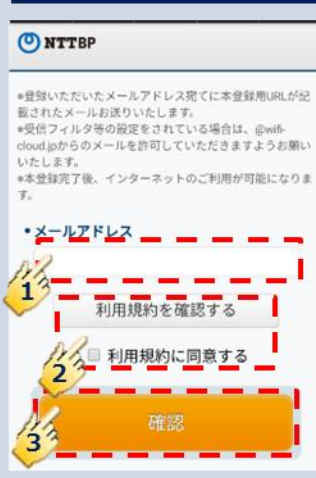 NTTBP
*登録いただいたメールアドレス宛てに本登録用URLが記
載されたメールお送りいたします。
*受信フィルタ等の設定をされている場合は、@wifi-
cloud.jpからのメールを許可していただきますようお願い
いたします。
*本登録完了後、インターネットのご利用が可能になりま
す。
•メールアドレス
1
利用規約を確認する
利用規約に同意する
2
確認
3